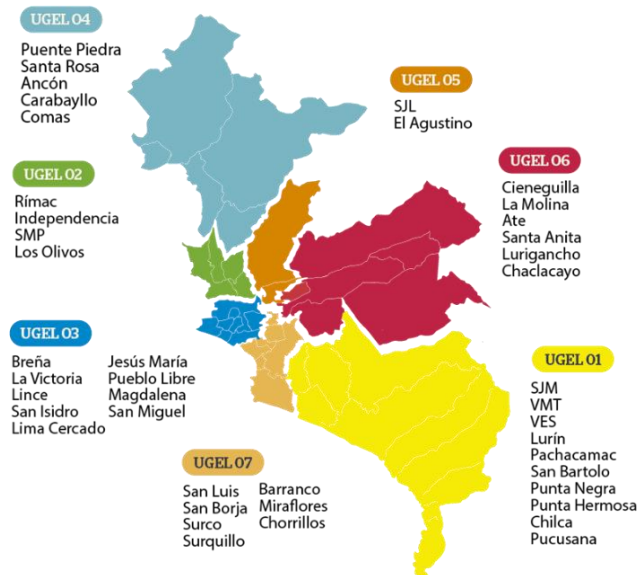 UGEL 04
Puente Piedra
Santa Rosa
Ancón
Carabayllo
Comas
UGEL 05
SJL
El Agustino
UGEL 06
Cieneguilla
La Molina
Ate
Santa Anita
Lurigancho
Chaclacayo
UGEL 02
Rímac
Independencia
SMP
Los Olivos
UGEL 03
Breña
La Victoria
Lince
San Isidro
Lima Cercado
Jesús María
Pueblo Libre
Magdalena
San Miguel
UGEL 01
SJM
VMT
VES
Lurín
Pachacamac
San Bartolo
Punta Negra
Punta Hermosa
Chilca
Pucusana
UGEL 07
San Luis
San Borja
Surco
Surquillo
Barranco
Miraflores
Chorrillos